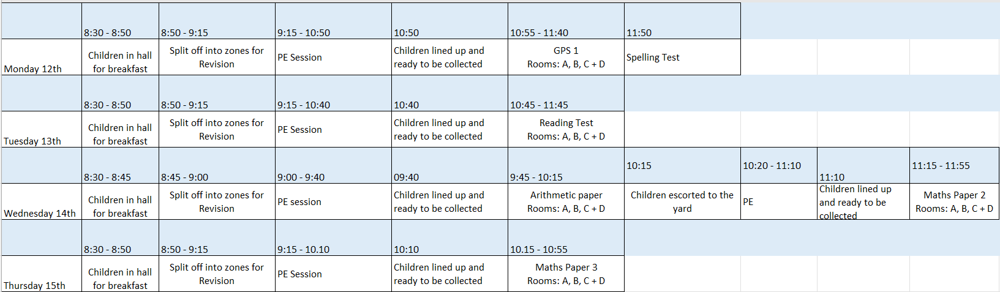 8:30 - 8:50 8:50 - 9:15 9:15 - 10:50 10:50 10:55 - 11:40 11:50
Monday 12th
Children in hall
for breakfast
Split off into zones for
Revision
PE Session
Children lined up and
ready to be collected
GPS 1
Rooms: A, B, C + D
Spelling Test
8:30 - 8:50 8:50 - 9:15 9:15 - 10:40 10:40 10:45 - 11:45
Tuesday 13th
Children in hall
for breakfast
Split off into zones for
Revision
PE Session
Children lined up and
ready to be collected
Reading Test
Rooms: A, B, C + D
8:30 - 8:45 8:45 - 9:00 9:00 - 9:40 09:40 9:45 - 10:15 10:15 10:20 - 11:10 11:10 11:15 - 11:55
Wednesday 14th
Children in hall
for breakfast
Split off into zones for
Revision
PE session
Children lined up and
ready to be collected
Arithmetic paper
Rooms: A, B, C + D
Children escorted to the
yard
PE
Children lined up
and ready to be
collected
Maths Paper 2
Rooms: A, B, C + D
8:30 - 8:50 8:50 - 9:15 9:15 - 10.10 10:10 10.15 - 10:55
Thursday 15th
Children in hall
for breakfast
Split off into zones for
Revision
PE Session
Children lined up and
ready to be collected
Maths Paper 3
Rooms: A, B, C + D